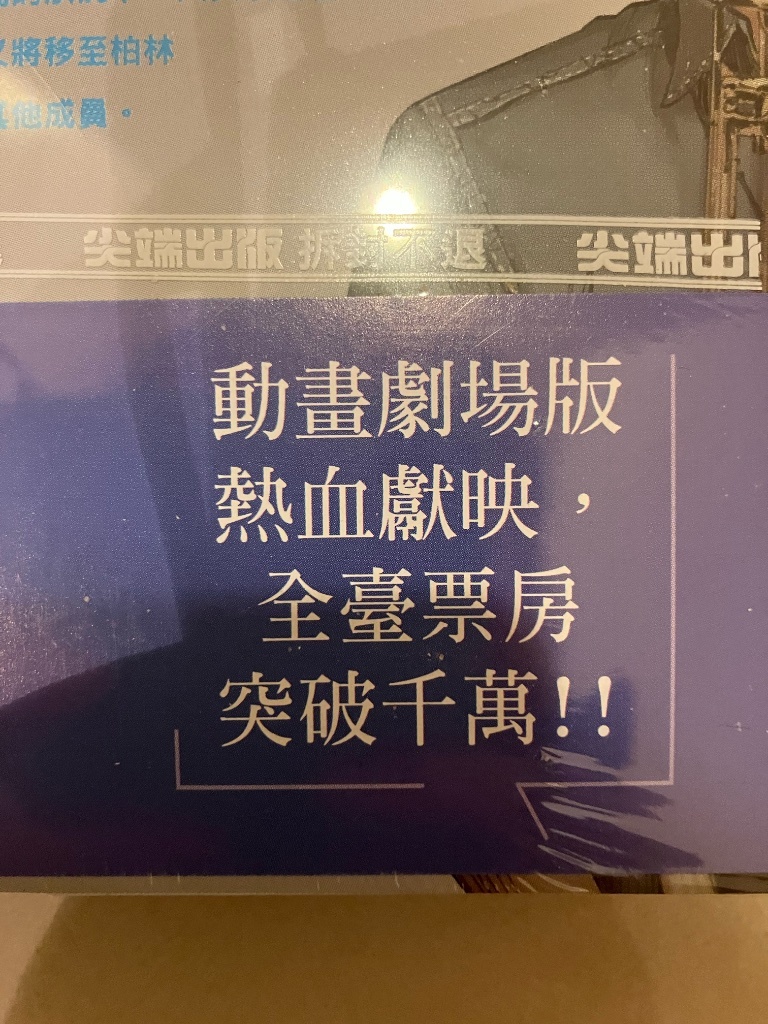 將移至柏林
他成員。
尖端出版 拆封不退 尖端出版
動畫劇場版
熱血獻映，
全臺票房
突破千萬!!